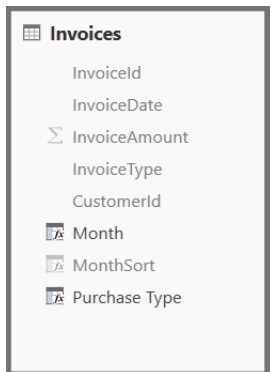 Invoices
InvoiceId
InvoiceDate
InvoiceAmount
InvoiceType
CustomerId
Month
MonthSort
Purchase Type